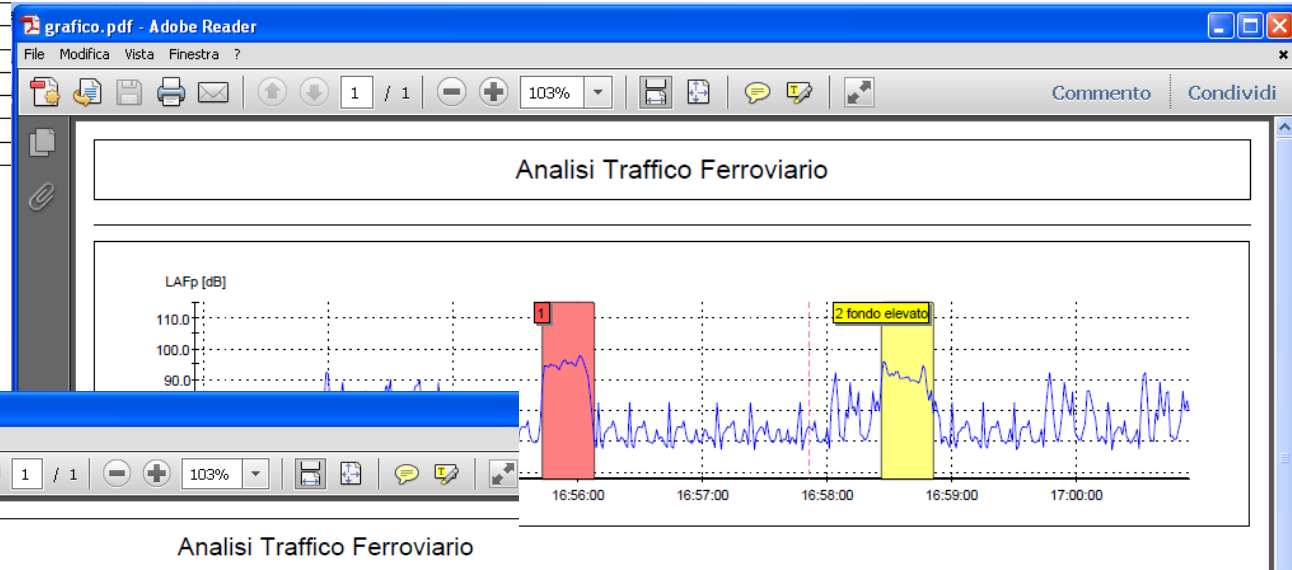 grafico.pdf - Adobe Reader
File Modifica Vista Finestra ?
1 / 1 103% Commento Condividi
Analisi Traffico Ferroviario
LAFp [dB]
110.0
100.0
90.0
1
2 fondo elevato
1 / 1 103%
16:56:00 16:57:00 16:58:00 16:59:00 17:00:00
Analisi Traffico Ferroviario